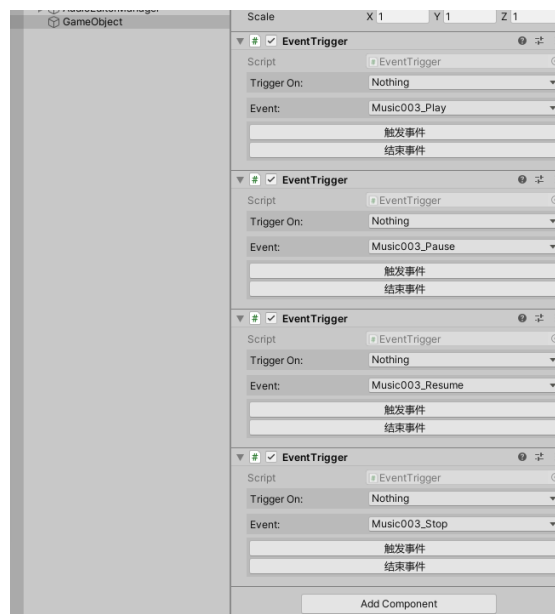 GameObject
Scale X 1 Y 1 Z 1
# EventTrigger
Script # EventTrigger
Trigger On: Nothing
Event: Music003_Play
触发事件
结束事件
# EventTrigger
Script # EventTrigger
Trigger On: Nothing
Event: Music003_Pause
触发事件
结束事件
# EventTrigger
Script # EventTrigger
Trigger On: Nothing
Event: Music003_Resume
触发事件
结束事件
# EventTrigger
Script # EventTrigger
Trigger On: Nothing
Event: Music003_Stop
触发事件
结束事件
Add Component